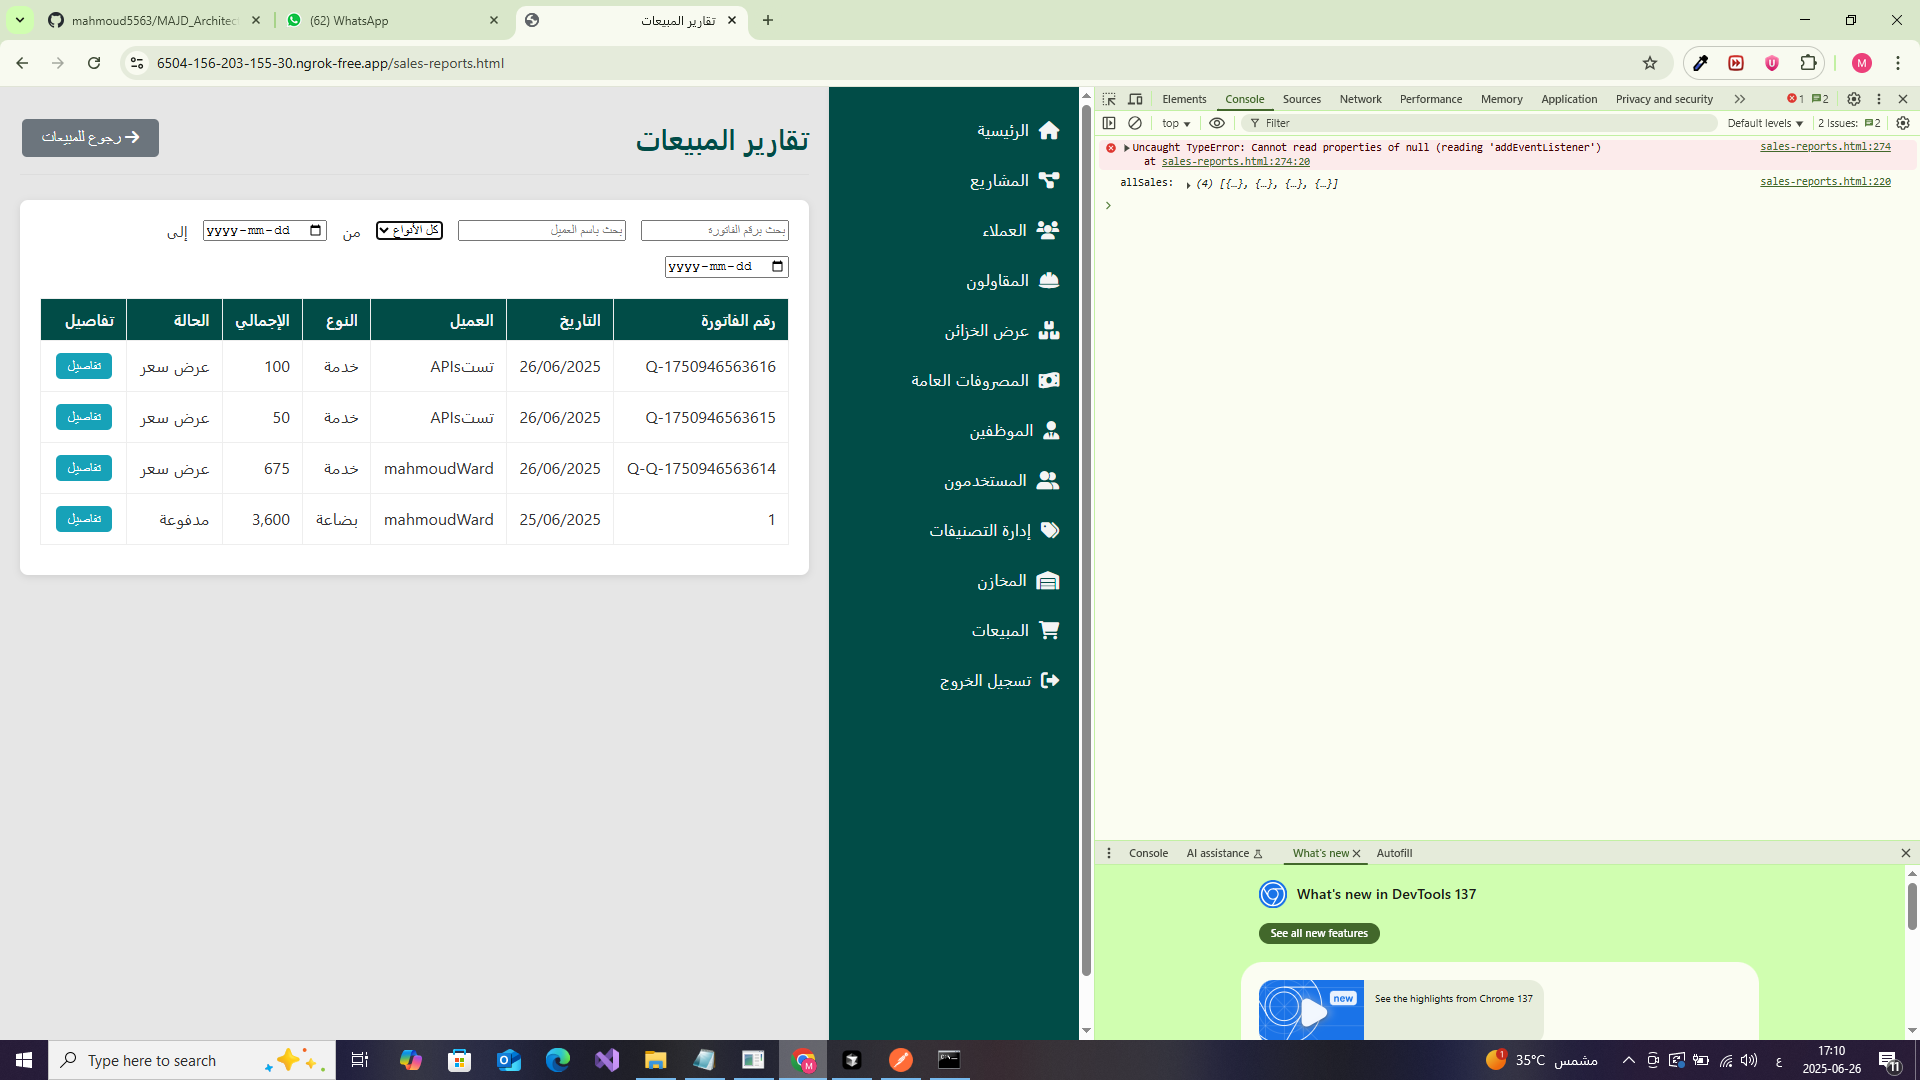 mahmoud5563/MAJD_Architec
(62) WhatsApp
تقارير المبيعات
6504-156-203-155-30.ngrok-free.app/sales-reports.html
M
تقارير المبيعات
رجوع للمبيعات
بحث برقم الفاتورة
بحث باسم العميل
كل الأنواع
من
yyyy-mm-dd
إلى
yyyy-mm-dd
رقم الفاتورة التاريخ العميل النوع الإجمالي الحالة تفاصيل
Q-1750946563616 26/06/2025 تستAPIs خدمة 100 عرض سعر تفاصيل
Q-1750946563615 26/06/2025 تستAPIs خدمة 50 عرض سعر تفاصيل
Q-Q-1750946563614 26/06/2025 mahmoudWard خدمة 675 عرض سعر تفاصيل
1 25/06/2025 mahmoudWard بضاعة 3,600 مدفوعة تفاصيل
الرئيسية
المشاريع
العملاء
المقاولون
عرض الخزائن
المصروفات العامة
الموظفين
المستخدمون
إدارة التصنيفات
المخازن
المبيعات
تسجيل الخروج
Elements Console Sources Network Performance Memory Application Privacy and security 1 2
top Filter Default levels 2 Issues: 2
Uncaught TypeError: Cannot read properties of null (reading 'addEventListener') sales-reports.html:274
at sales-reports.html:274:20
allSales: (4) [{…}, {…}, {…}, {…}] sales-reports.html:220
Console AI assistance What's new Autofill
What's new in DevTools 137
See all new features
new
See the highlights from Chrome 137
Type here to search
35°C مشمس
ع
17:10
2025-06-26
11